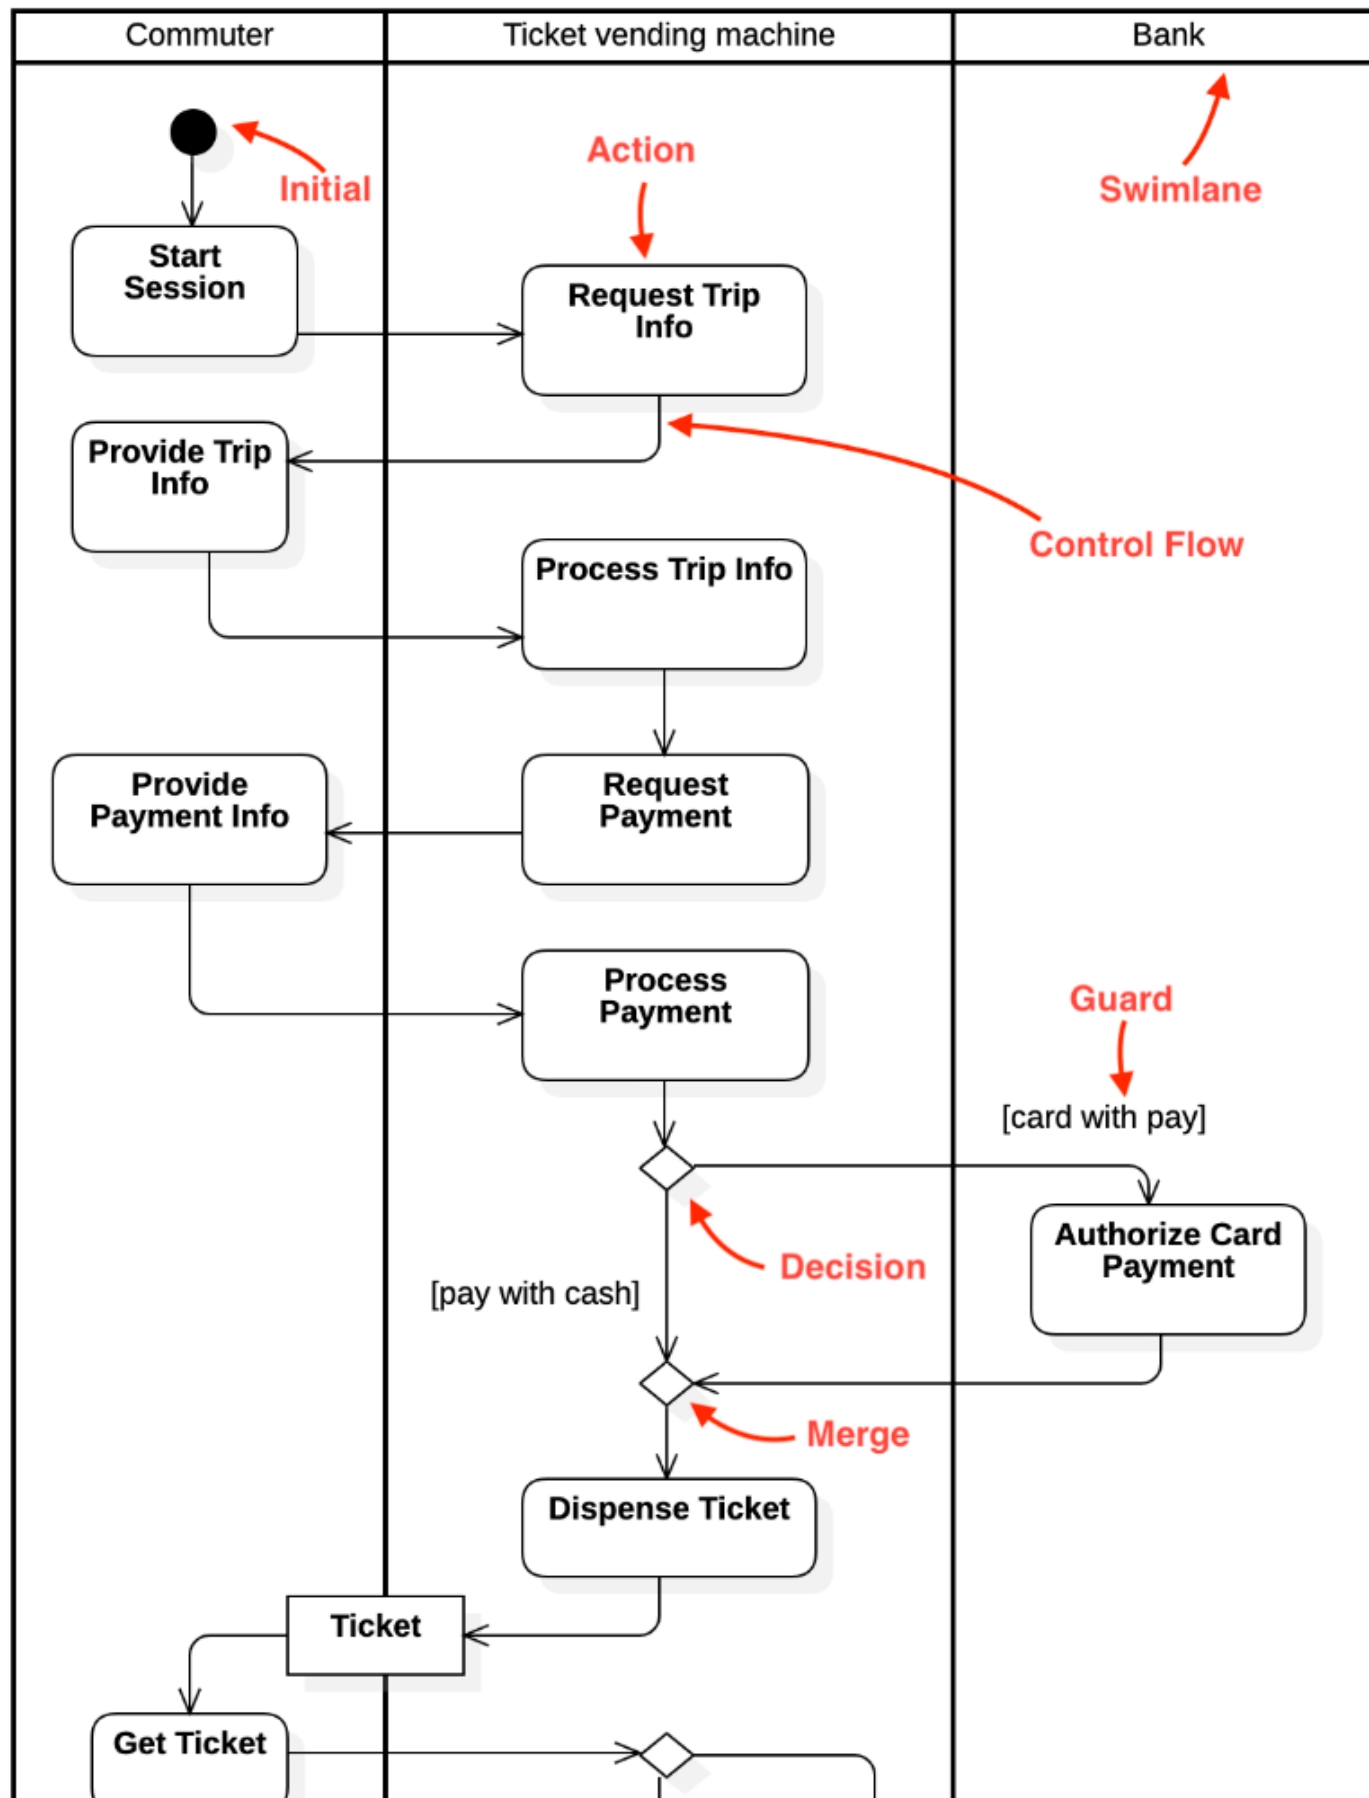 Commuter
Ticket vending machine
Bank
Initial
Action
Swimlane
Start
Session
Request Trip
Info
Provide Trip
Info
Control Flow
Process Trip Info
Provide
Payment Info
Request
Payment
Process
Payment
Guard
[card with pay]
Authorize Card
Payment
Decision
[pay with cash]
Merge
Dispense Ticket
Ticket
Get Ticket